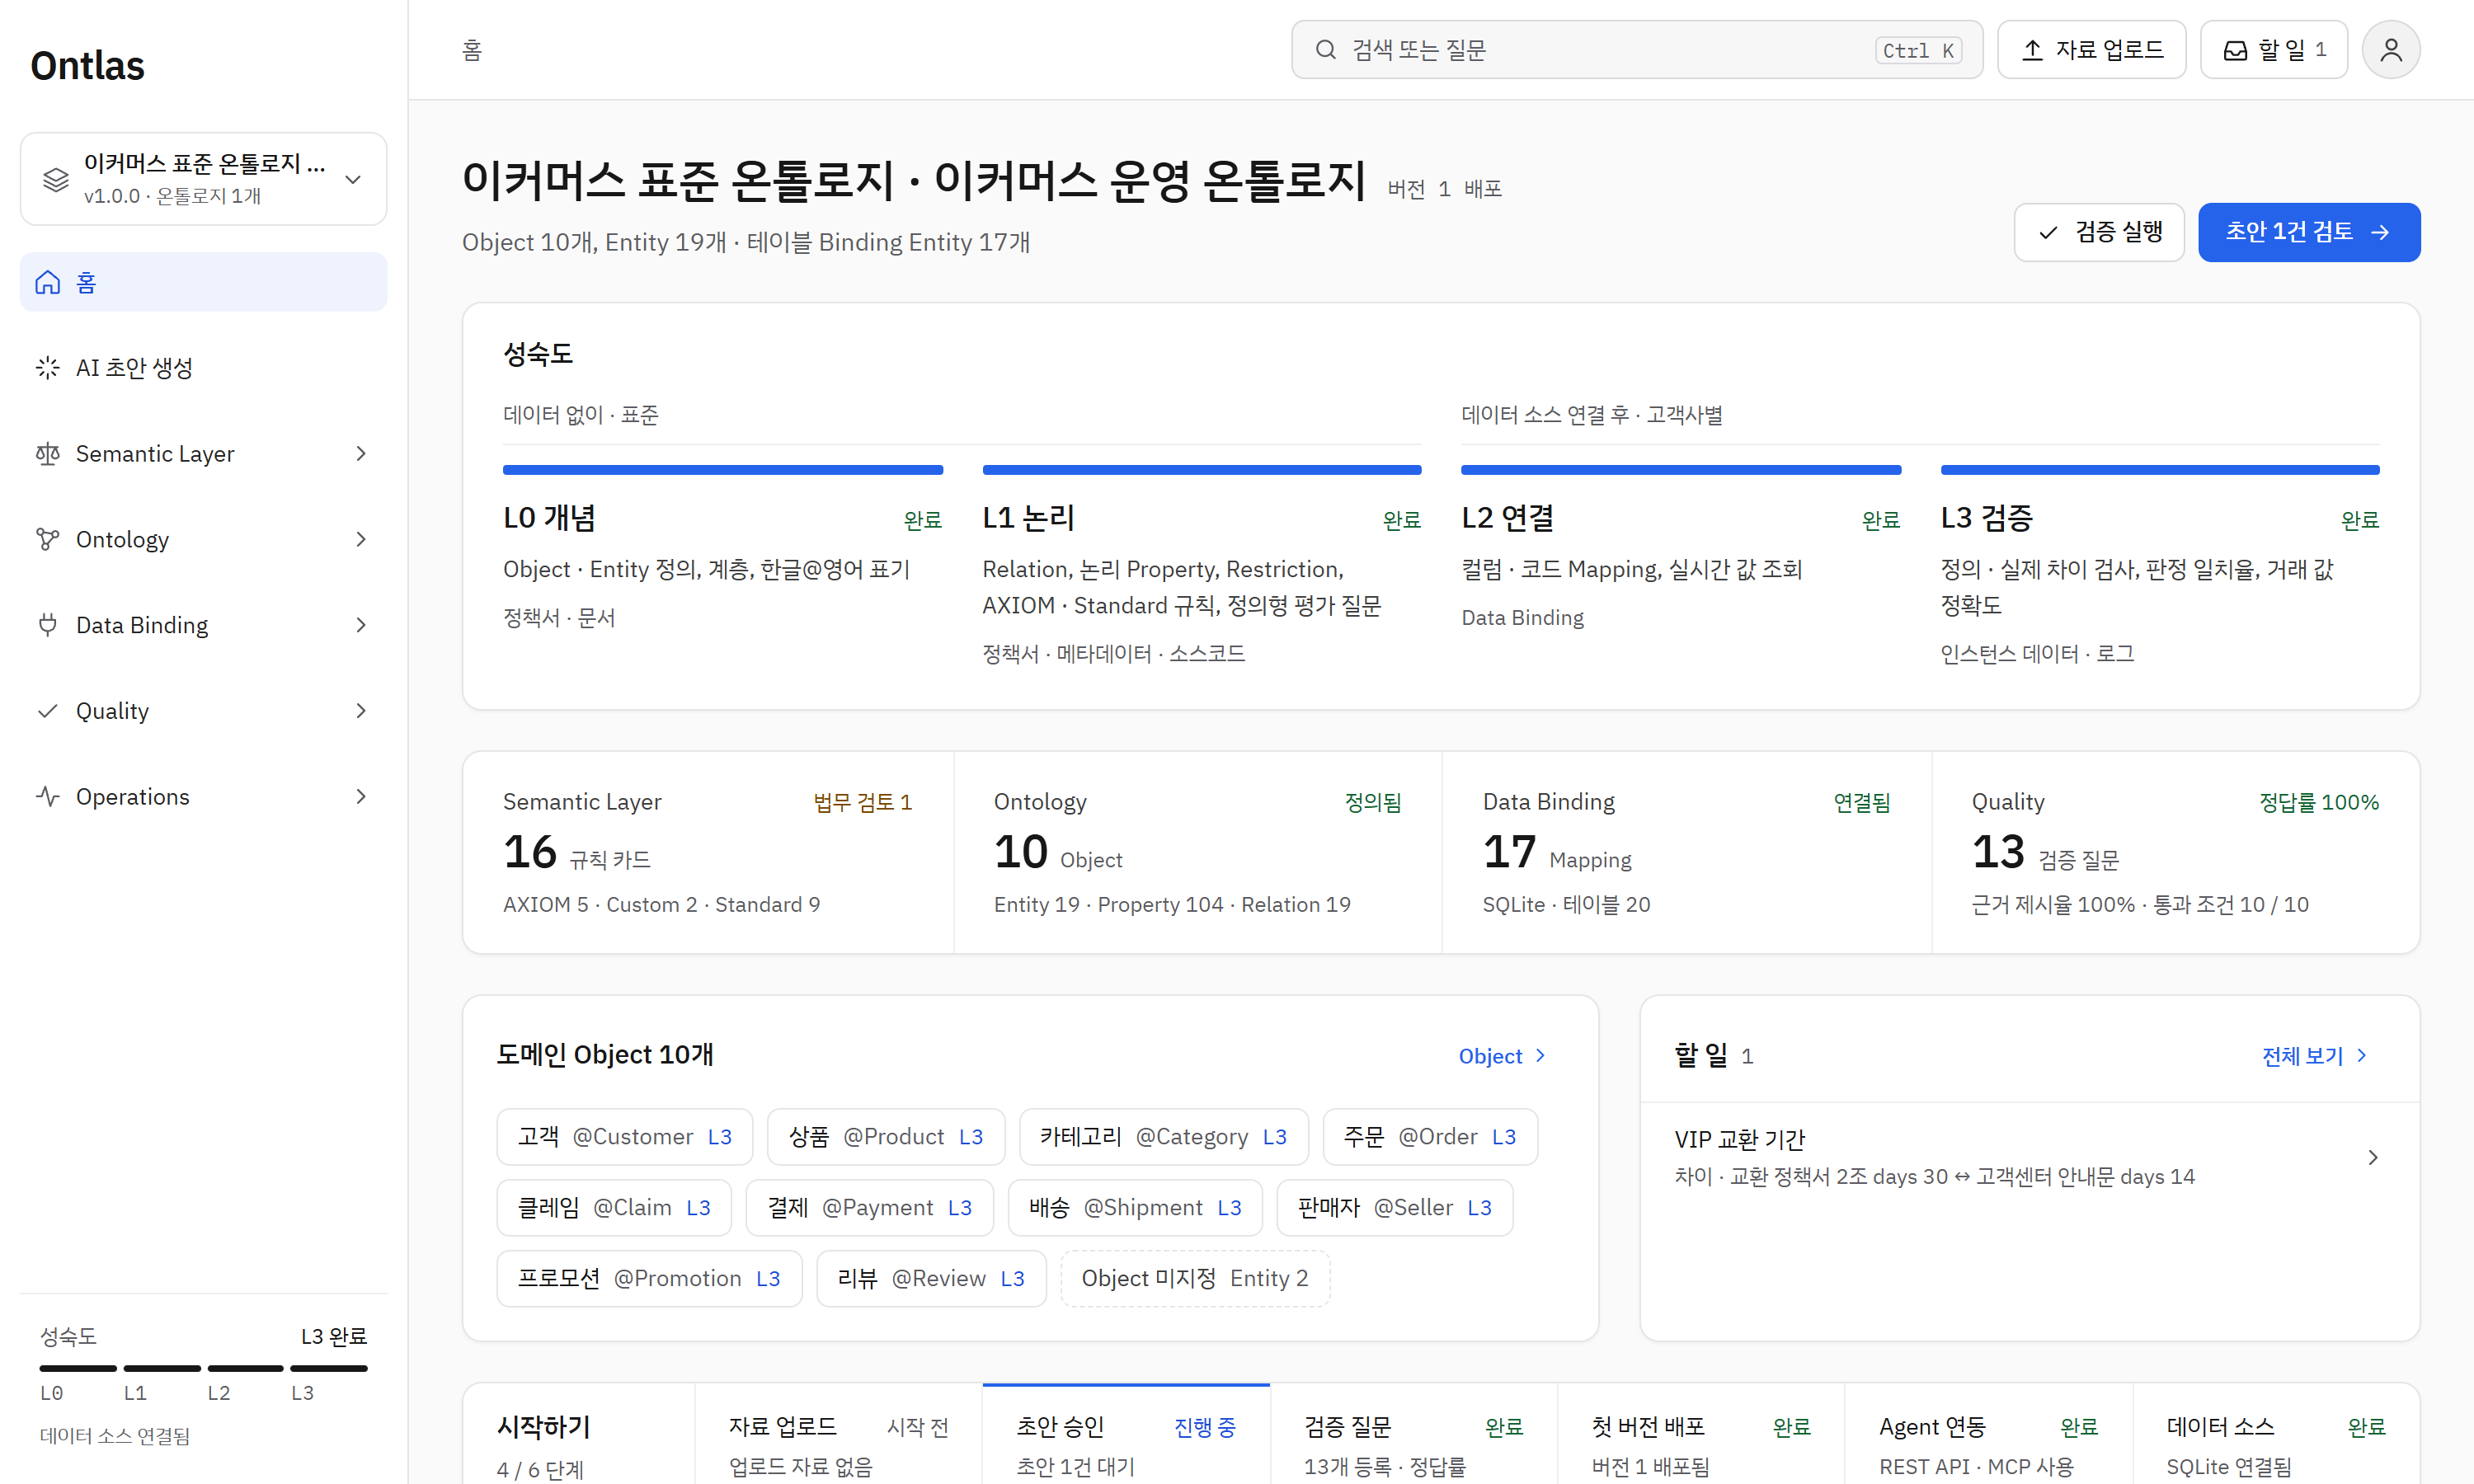 Ontlas
이커머스 표준 온톨로지 ...
v1.0.0 · 온톨로지 1개
홈
AI 초안 생성
Semantic Layer
Ontology
Data Binding
Quality
Operations
성숙도 L3 완료
L0 L1 L2 L3
데이터 소스 연결됨
홈
검색 또는 질문 Ctrl K
자료 업로드
할 일 1
이커머스 표준 온톨로지 · 이커머스 운영 온톨로지 버전 1 배포
Object 10개, Entity 19개 · 테이블 Binding Entity 17개
검증 실행
초안 1건 검토
성숙도
데이터 없이 · 표준
데이터 소스 연결 후 · 고객사별
L0 개념 완료
Object · Entity 정의, 계층, 한글@영어 표기
정책서 · 문서
L1 논리 완료
Relation, 논리 Property, Restriction,
AXIOM · Standard 규칙, 정의형 평가 질문
정책서 · 메타데이터 · 소스코드
L2 연결 완료
컬럼 · 코드 Mapping, 실시간 값 조회
Data Binding
L3 검증 완료
정의 · 실제 차이 검사, 판정 일치율, 거래 값
정확도
인스턴스 데이터 · 로그
Semantic Layer 법무 검토 1
16 규칙 카드
AXIOM 5 · Custom 2 · Standard 9
Ontology 정의됨
10 Object
Entity 19 · Property 104 · Relation 19
Data Binding 연결됨
17 Mapping
SQLite · 테이블 20
Quality 정답률 100%
13 검증 질문
근거 제시율 100% · 통과 조건 10 / 10
도메인 Object 10개 Object
고객 @Customer L3
상품 @Product L3
카테고리 @Category L3
주문 @Order L3
클레임 @Claim L3
결제 @Payment L3
배송 @Shipment L3
판매자 @Seller L3
프로모션 @Promotion L3
리뷰 @Review L3
Object 미지정 Entity 2
할 일 1 전체 보기
VIP 교환 기간
차이 · 교환 정책서 2조 days 30 ↔ 고객센터 안내문 days 14
시작하기
4 / 6 단계
자료 업로드 시작 전
업로드 자료 없음
초안 승인 진행 중
초안 1건 대기
검증 질문 완료
13개 등록 · 정답률
첫 버전 배포 완료
버전 1 배포됨
Agent 연동 완료
REST API · MCP 사용
데이터 소스 완료
SQLite 연결됨